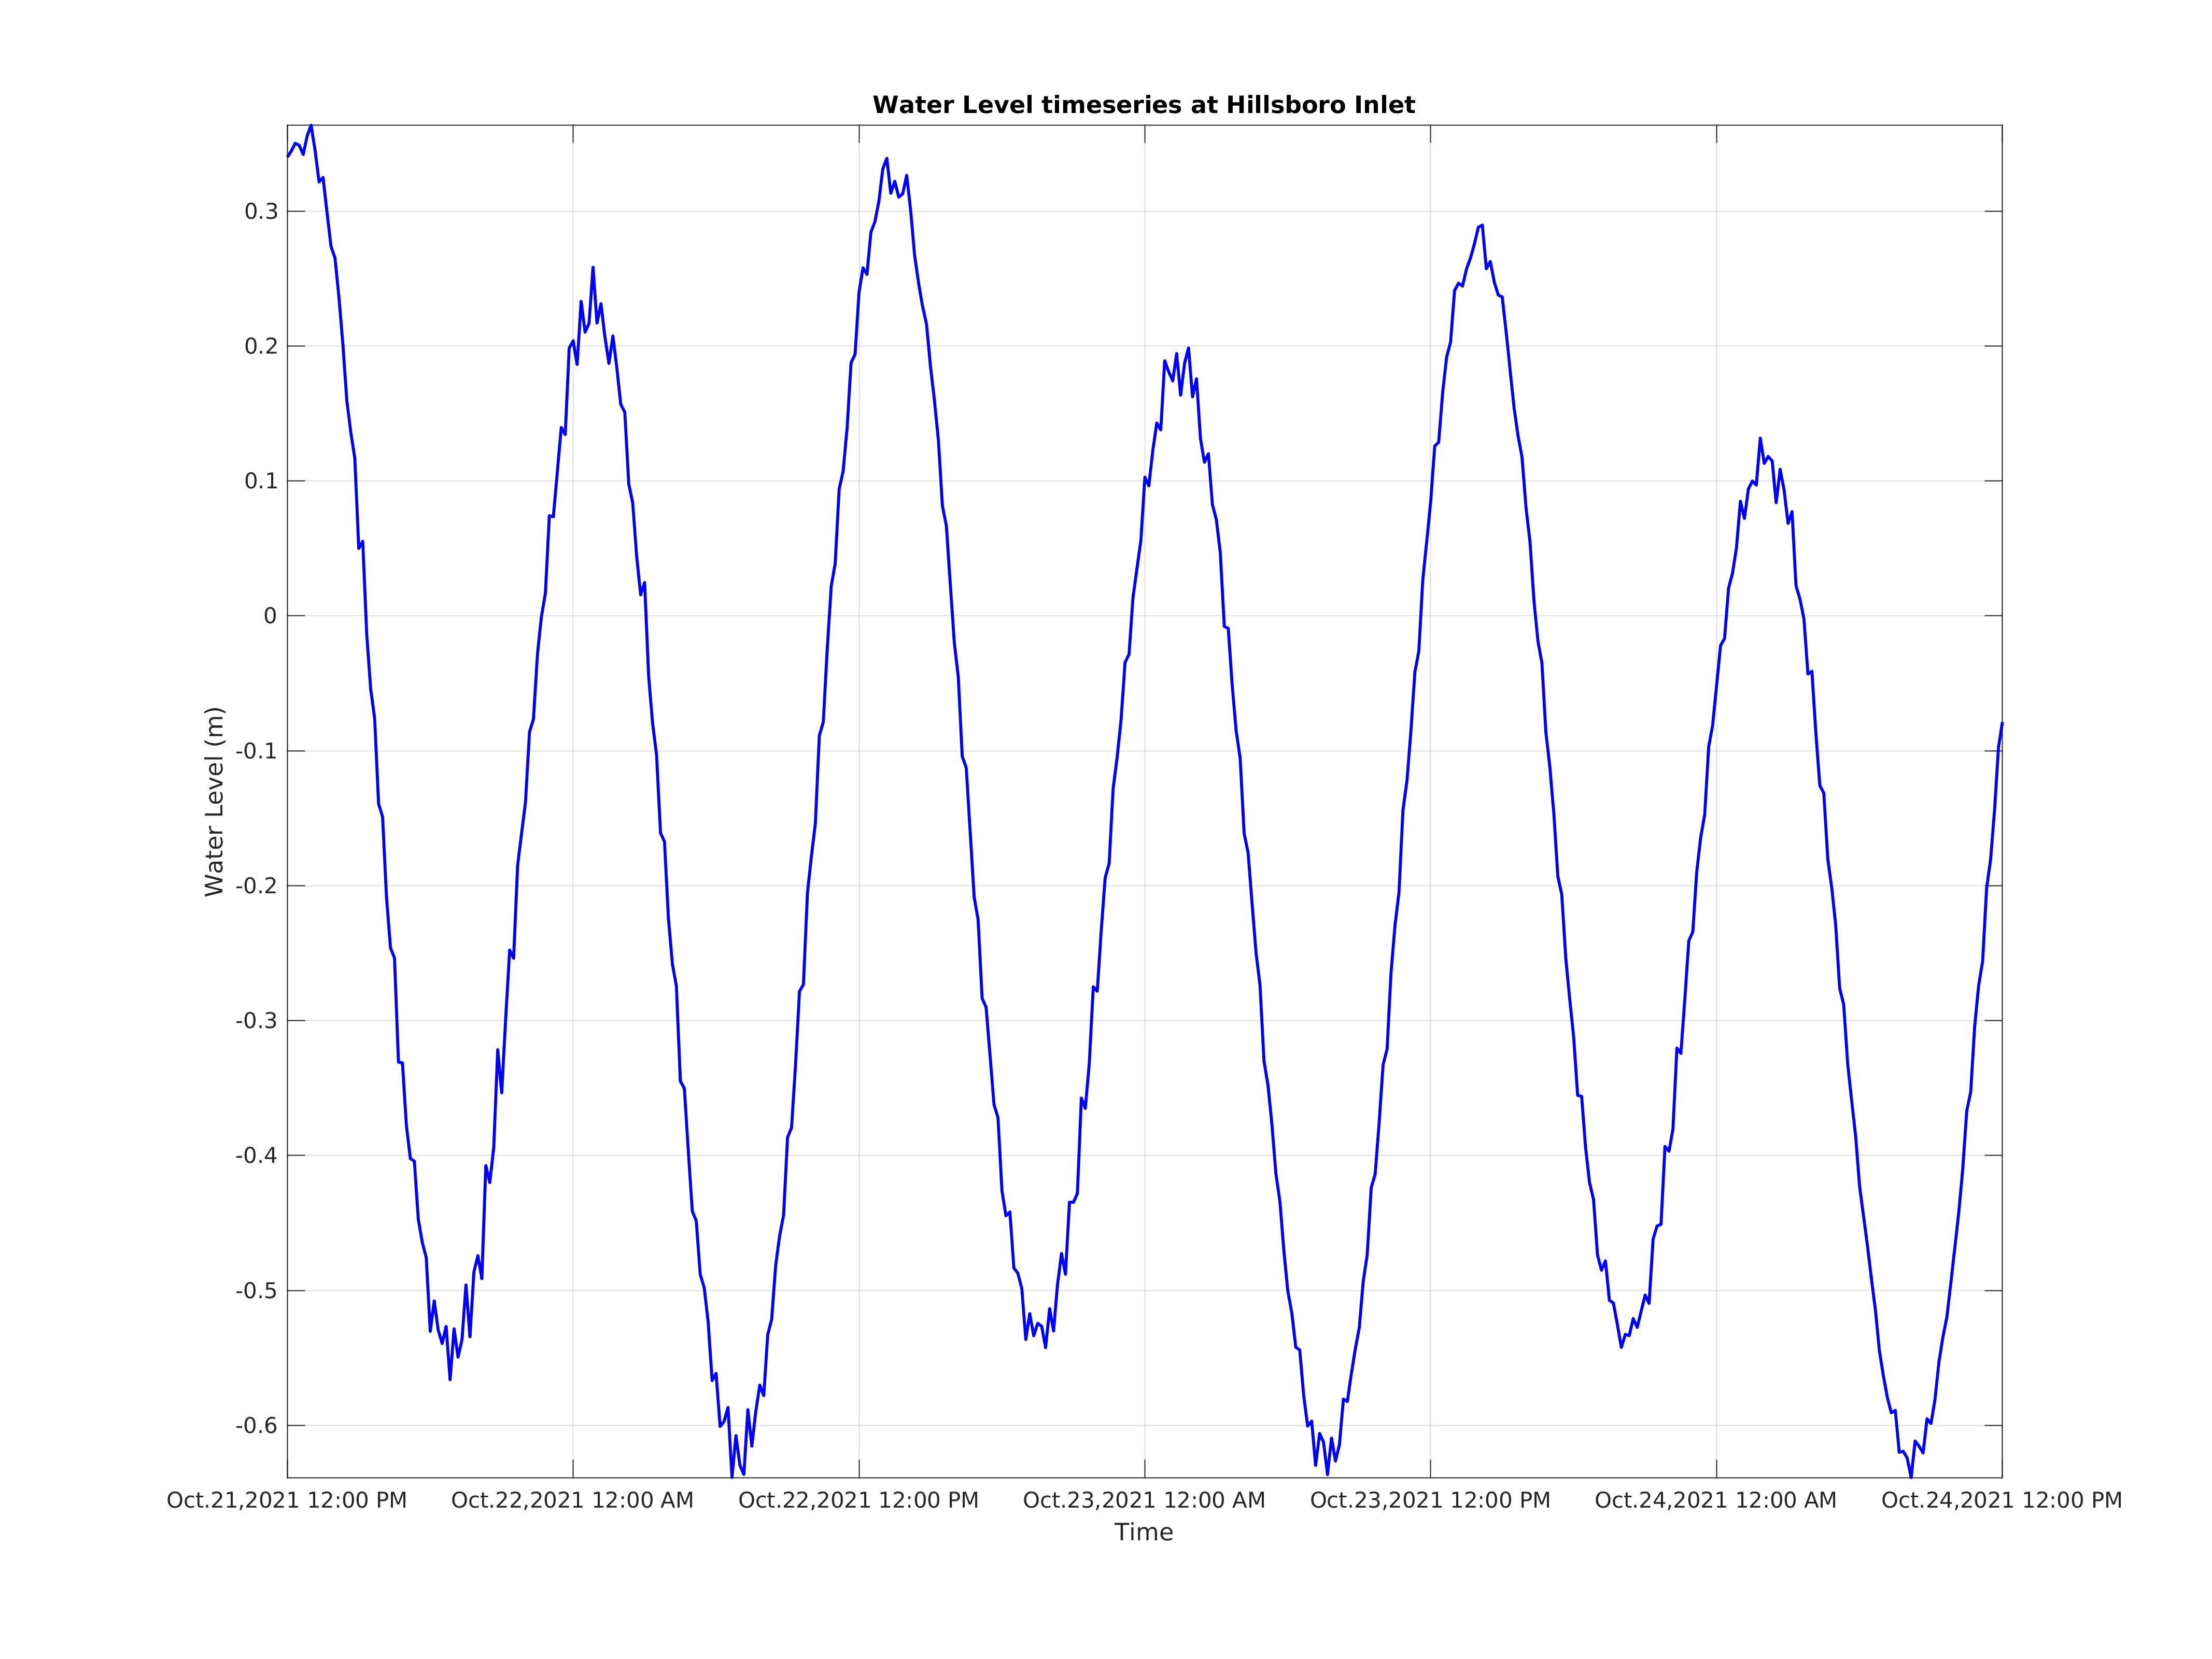 Water Level timeseries at Hillsboro Inlet
0.3
0.2
0.1
0
-0.1
-0.2
-0.3
-0.4
-0.5
-0.6
Water Level (m)
Oct.21,2021 12:00 PM
Oct.22,2021 12:00 AM
Oct.22,2021 12:00 PM
Oct.23,2021 12:00 AM
Oct.23,2021 12:00 PM
Oct.24,2021 12:00 AM
Oct.24,2021 12:00 PM
Time